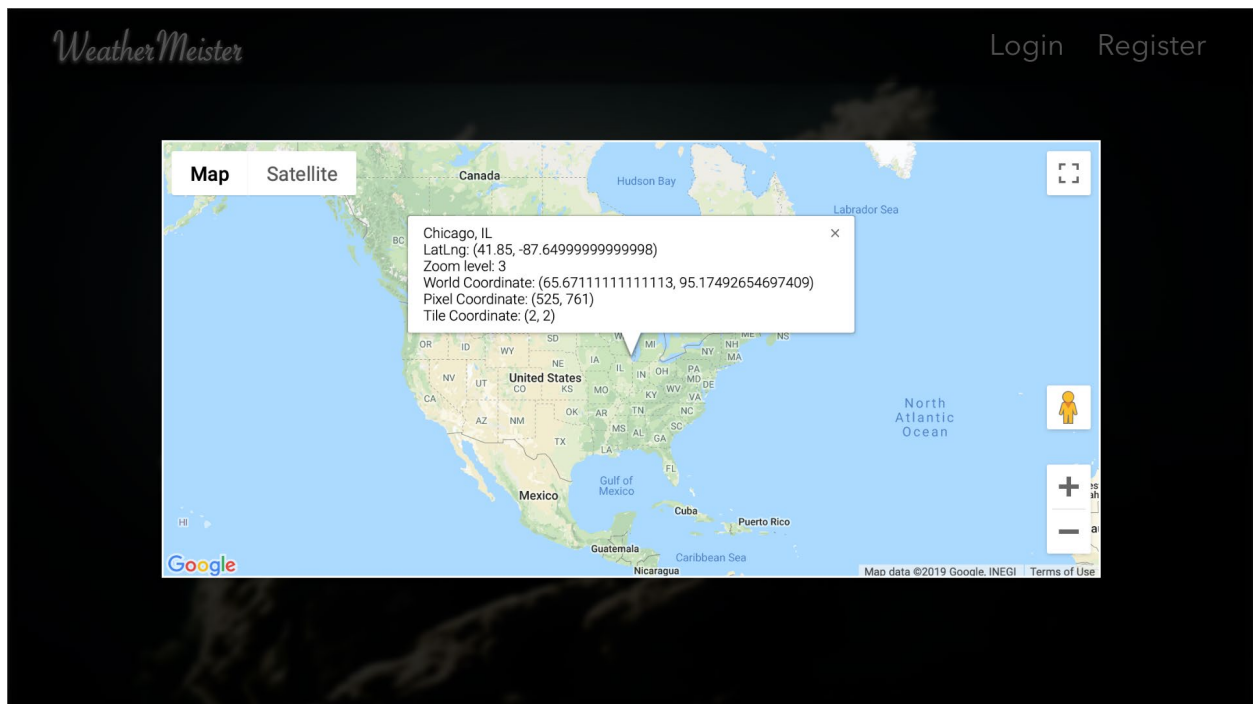 WeatherMeister
Login Register
Map Satellite
Canada
Hudson Bay
Labrador Sea
BC
Chicago, IL
LatLng: (41.85, -87.64999999999998)
Zoom level: 3
World Coordinate: (65.67111111111113, 95.17492654697409)
Pixel Coordinate: (525, 761)
Tile Coordinate: (2, 2)
OR ID WY SD MI NY NH ME NS
MA
NV UT NE IA IL IN OH PA
MD DE
United States
CO KS MO KY WV VA
CA
AZ NM OK AR TN NC
SC
TX MS AL GA
LA
FL
North
Atlantic
Ocean
Gulf of
Mexico
Mexico
Cuba
Puerto Rico
HI
Guatemala
Caribbean Sea
Nicaragua
Google
Map data ©2019 Google, INEGI Terms of Use